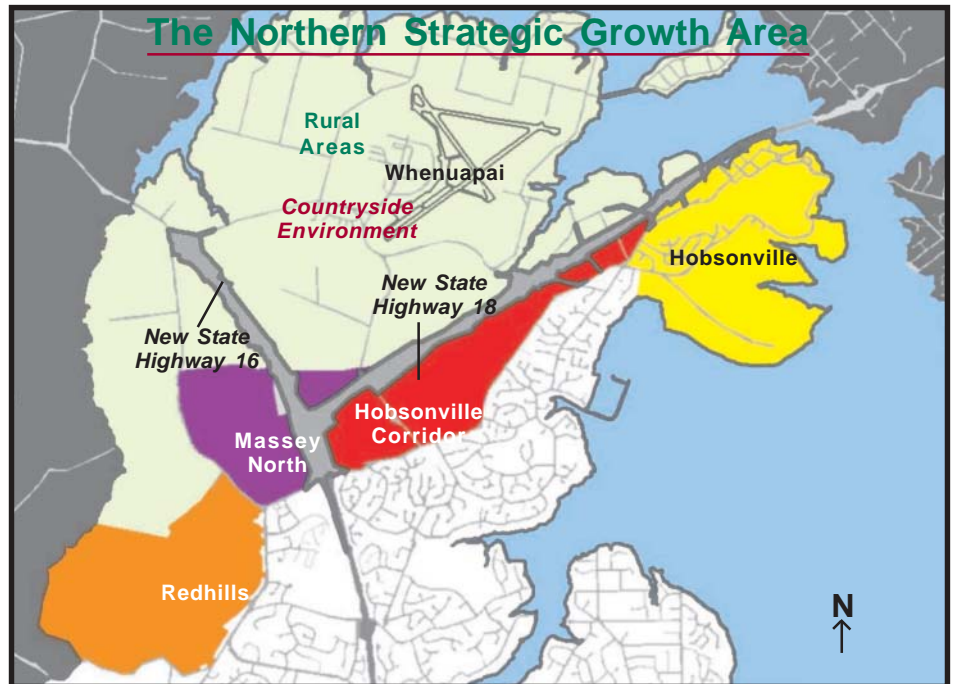 The Northern Strategic Growth Area
Rural
Areas
Whenuapai
Countryside
Environment
Hobsonville
New State
Highway 18
New State
Highway 16
Hobsonville
Corridor
Massey
North
Redhills
N